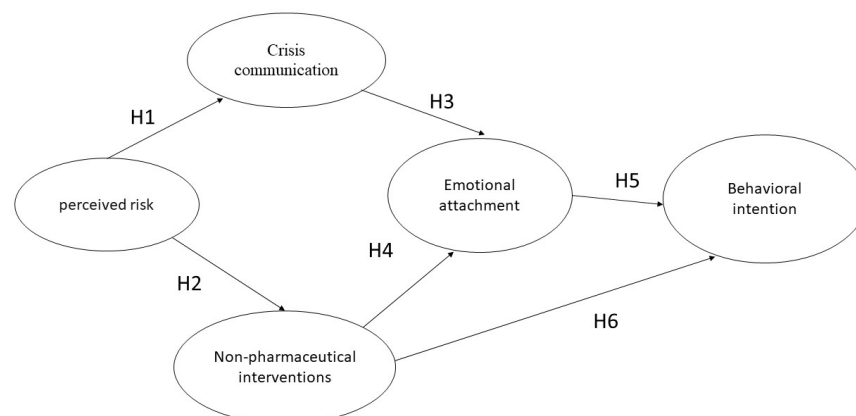 Crisis
communication
H1
H3
perceived risk
Emotional
attachment
H5
Behavioral
intention
H2
H4
Non-pharmaceutical
interventions
H6